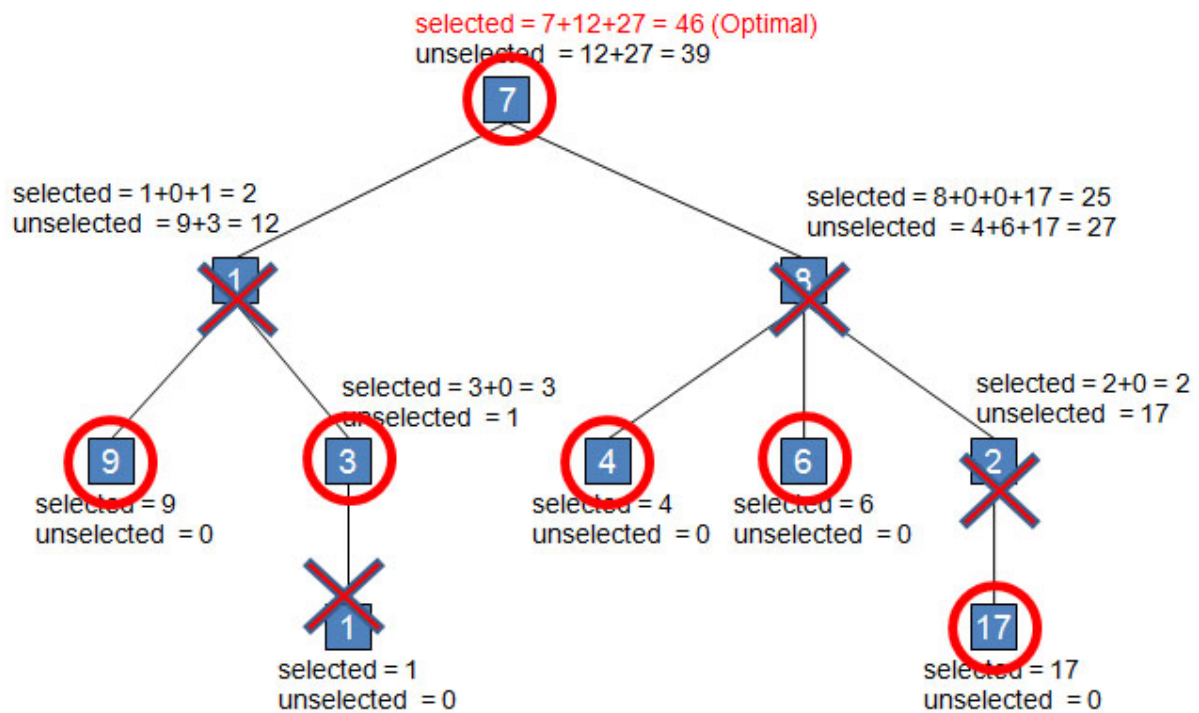 selected = 7+12+27 = 46 (Optimal)
unselected = 12+27 = 39
7
selected = 1+0+1 = 2
unselected = 9+3 = 12
selected = 8+0+0+17 = 25
unselected = 4+6+17 = 27
1
8
selected = 3+0 = 3
unselected = 1
selected = 2+0 = 2
unselected = 17
9
3
4
6
2
selected = 9
unselected = 0
selected = 4
unselected = 0
selected = 6
unselected = 0
1
17
selected = 1
unselected = 0
selected = 17
unselected = 0